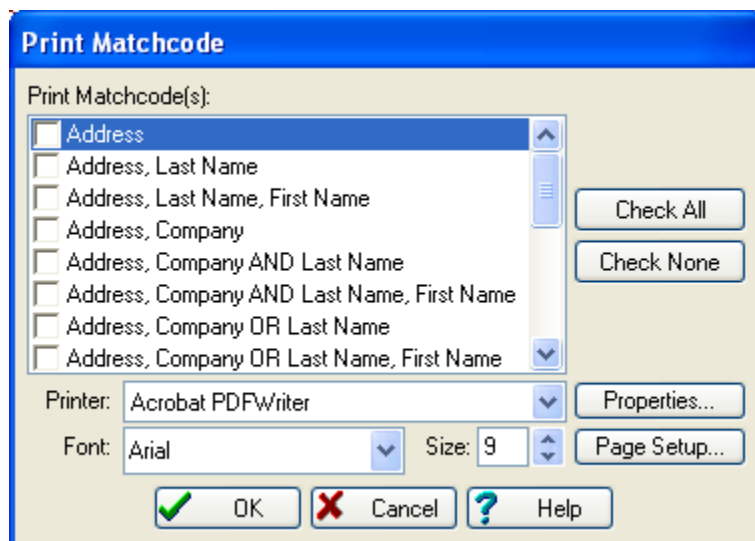 Print Matchcode
Print Matchcode(s):
Address
Address, Last Name
Address, Last Name, First Name
Address, Company
Address, Company AND Last Name
Address, Company AND Last Name, First Name
Address, Company OR Last Name
Address, Company OR Last Name, First Name
Check All
Check None
Printer: Acrobat PDFWriter Properties...
Font: Arial Size: 9 Page Setup...
OK Cancel ? Help